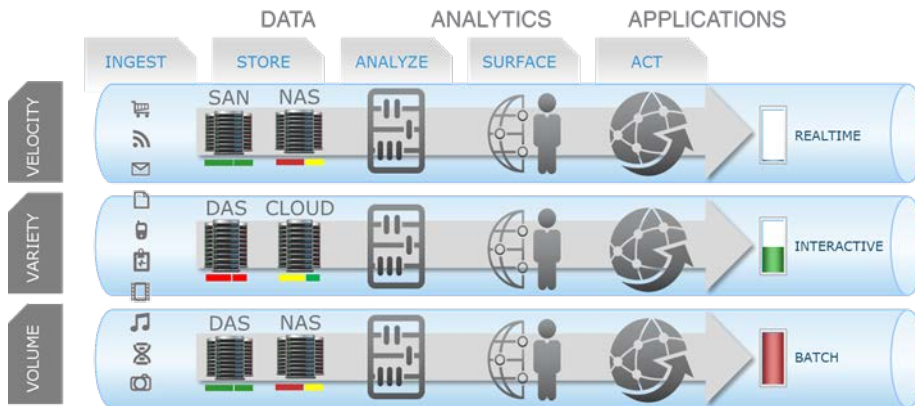 DATA ANALYTICS APPLICATIONS
INGEST STORE ANALYZE SURFACE ACT
VELOCITY
SAN NAS
REALTIME
VARIETY
DAS CLOUD
INTERACTIVE
VOLUME
DAS NAS
BATCH